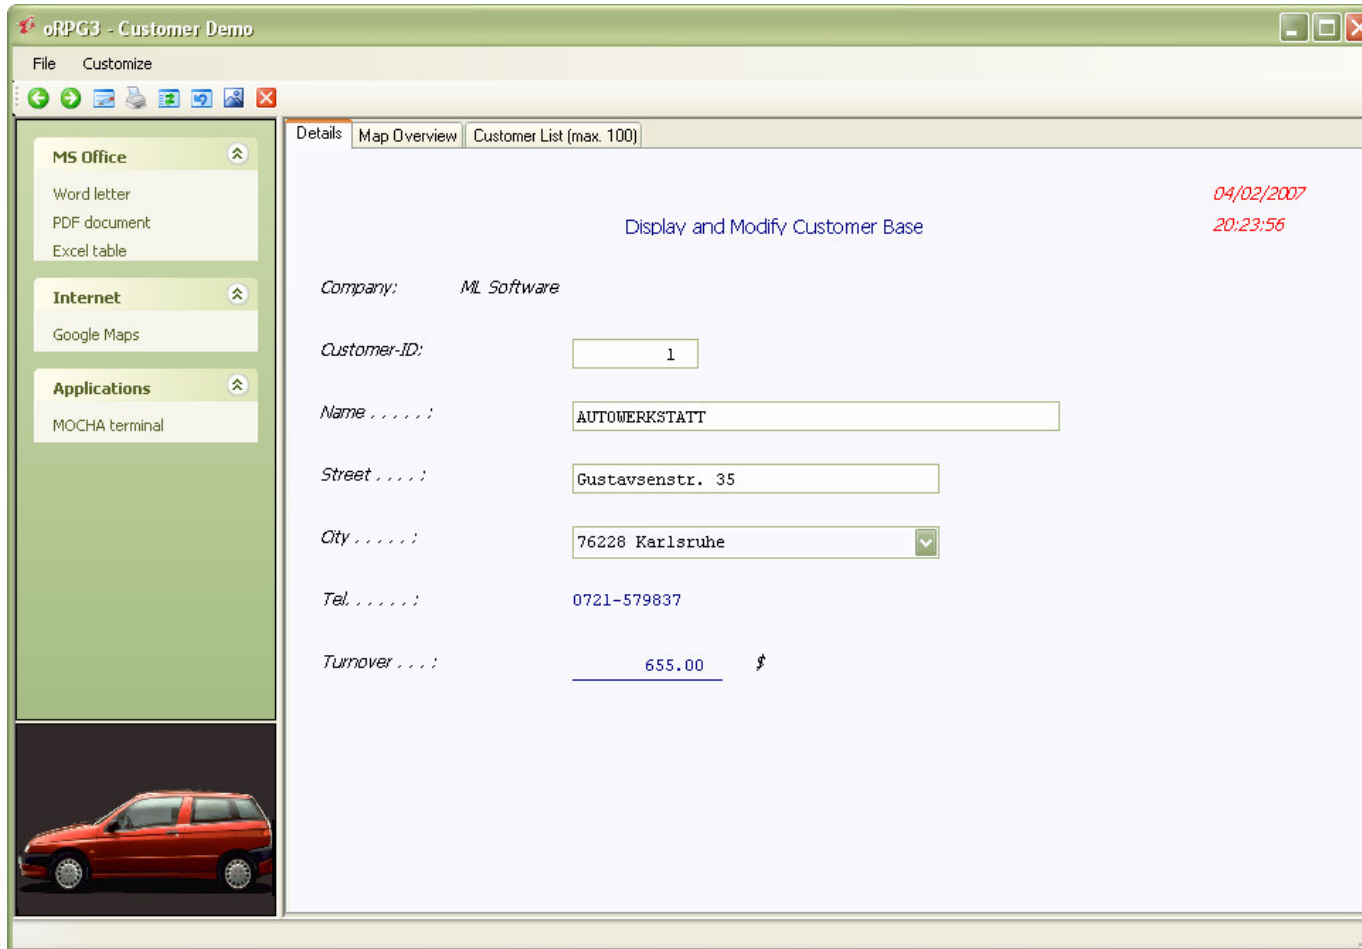 oRPG3 - Customer Demo
File Customize
MS Office
Word letter
PDF document
Excel table
Internet
Google Maps
Applications
MOCHA terminal
Details Map Overview Customer List (max. 100)
04/02/2007
Display and Modify Customer Base 20:23:56
Company: ML Software
Customer-ID: 1
Name . . . . . : AUTOWERKSTATT
Street . . . . : Gustavsenstr. 35
City . . . . . : 76228 Karlsruhe
Tel. . . . . . : 0721-579837
Turnover . . . : 655.00 $